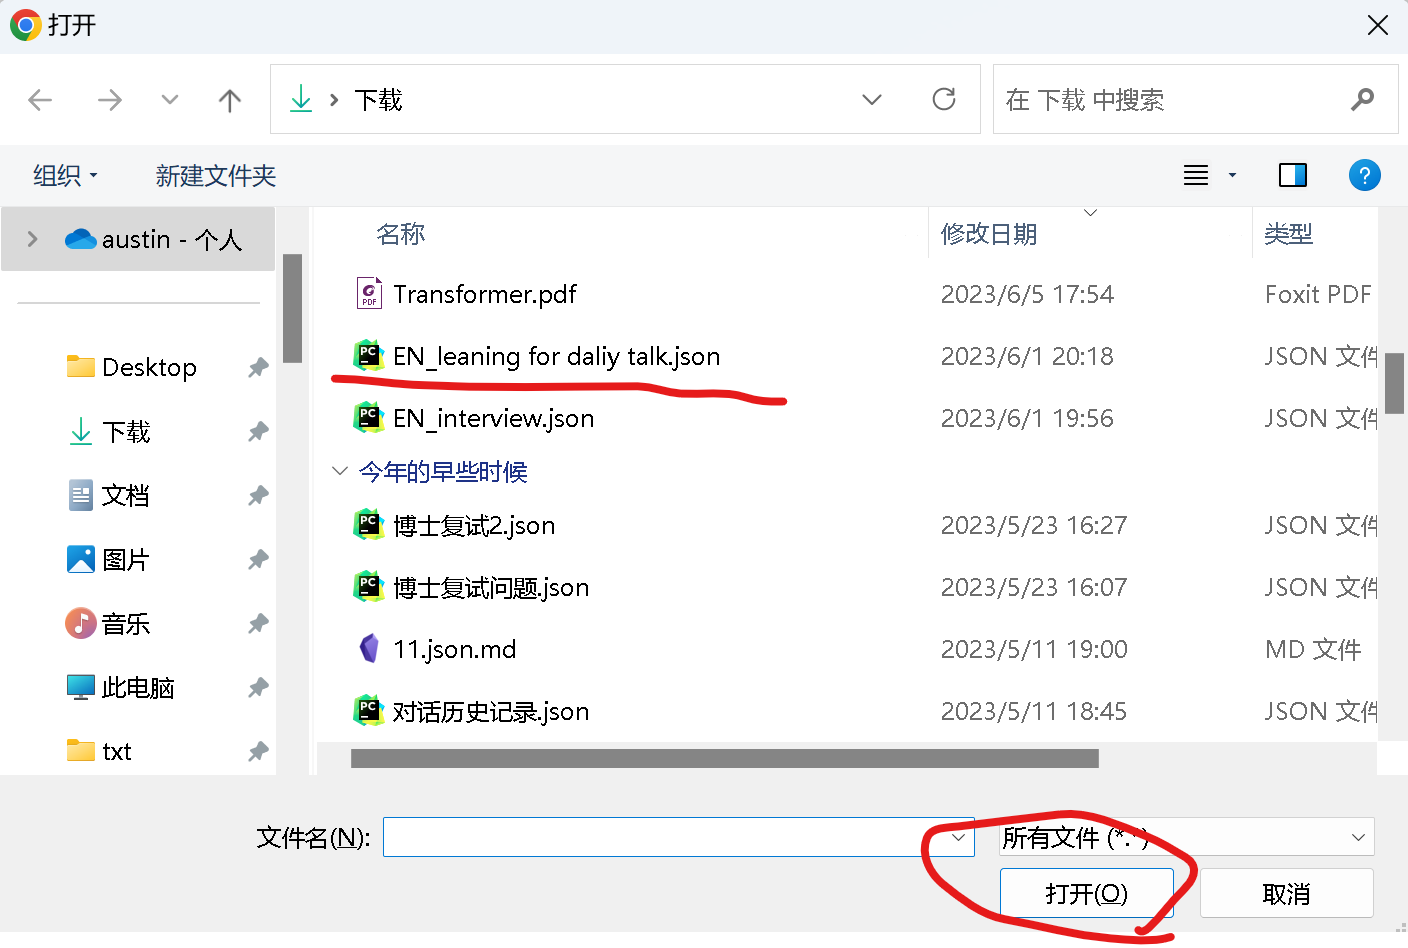 打开
下载
在 下载 中搜索
组织
新建文件夹
?
austin - 个人
Desktop
下载
文档
图片
音乐
此电脑
txt
名称 修改日期 类型
PDF Transformer.pdf 2023/6/5 17:54 Foxit PDF
PC EN_leaning for daliy talk.json 2023/6/1 20:18 JSON 文件
PC EN_interview.json 2023/6/1 19:56 JSON 文件
今年的早些时候
PC 博士复试2.json 2023/5/23 16:27 JSON 文件
PC 博士复试问题.json 2023/5/23 16:07 JSON 文件
11.json.md 2023/5/11 19:00 MD 文件
PC 对话历史记录.json 2023/5/11 18:45 JSON 文件
文件名(N):
所有文件 (*.*)
打开(O)
取消